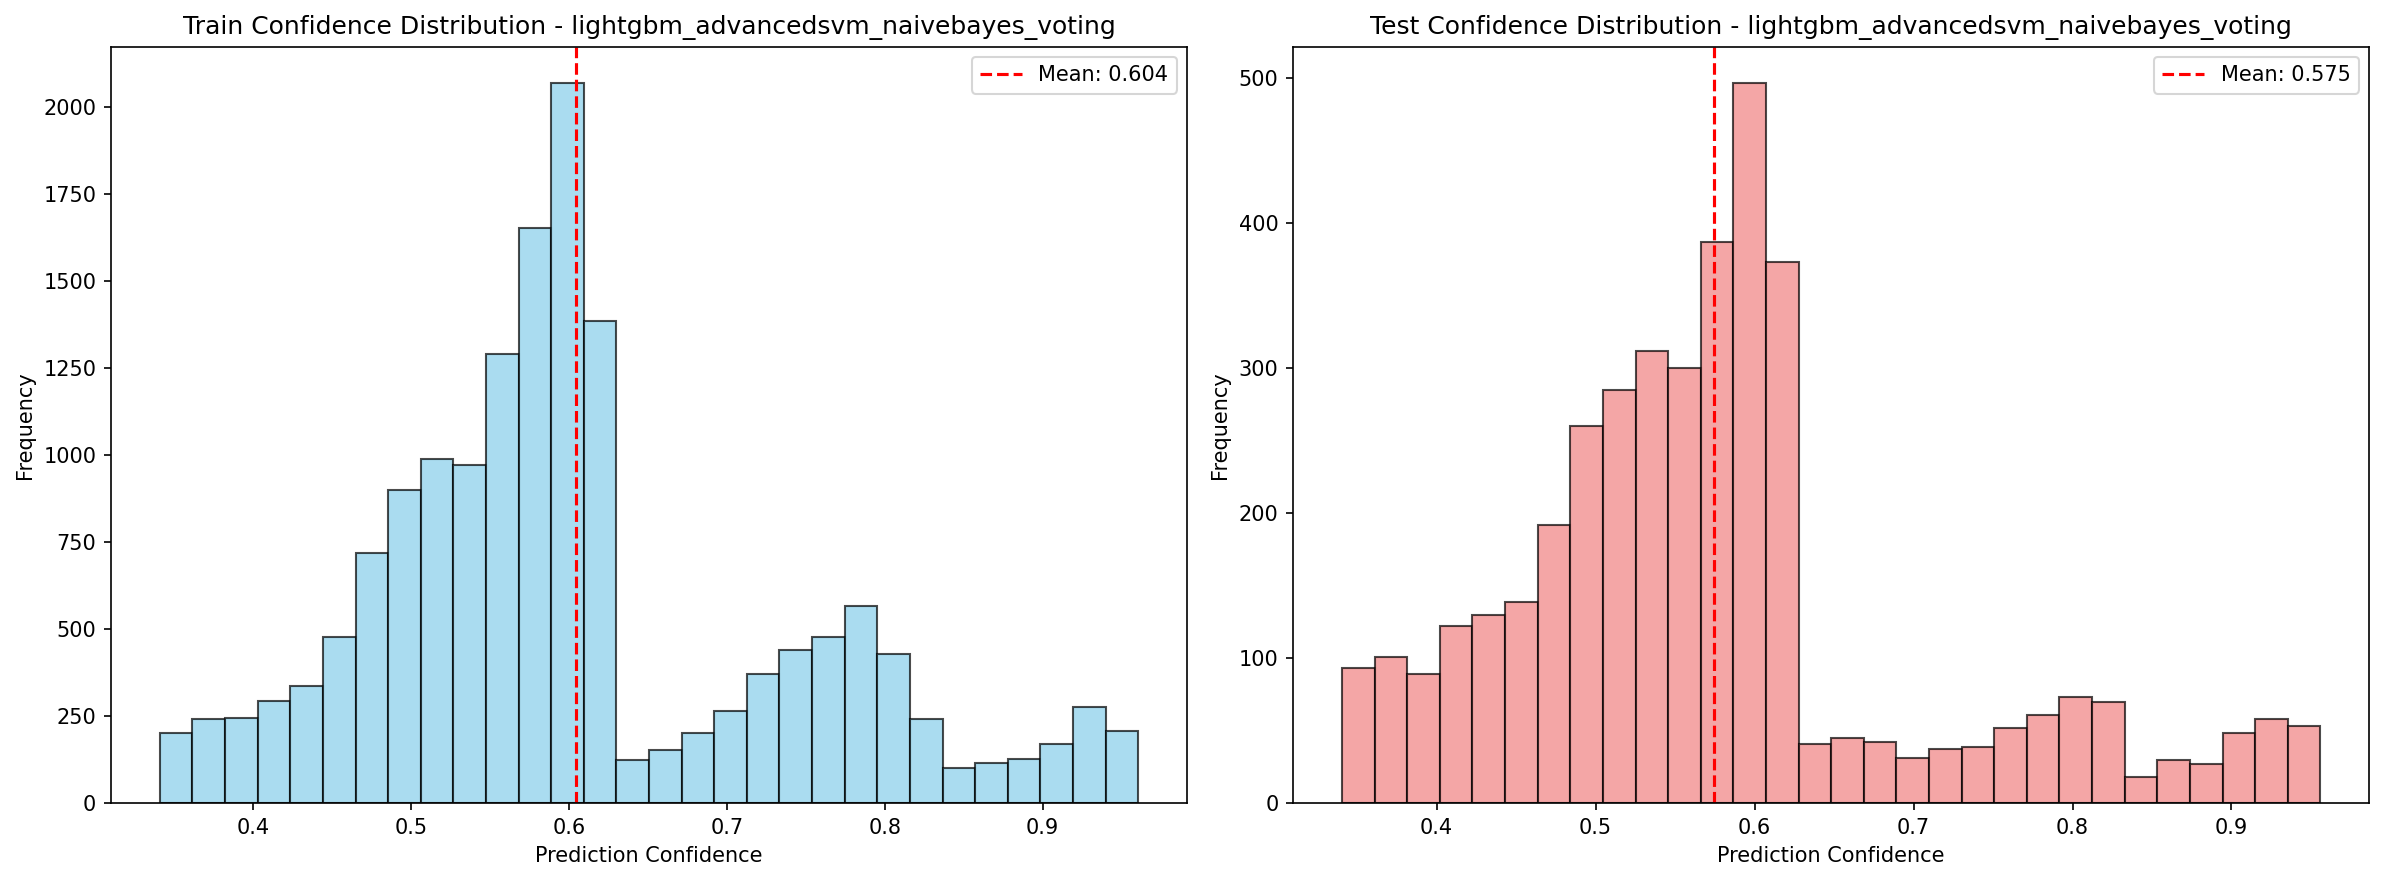 Train Confidence Distribution - lightgbm_advancedsvm_naivebayes_voting
Mean: 0.604
Frequency
2000
1750
1500
1250
1000
750
500
250
0
0.4 0.5 0.6 0.7 0.8 0.9
Prediction Confidence
Test Confidence Distribution - lightgbm_advancedsvm_naivebayes_voting
Mean: 0.575
Frequency
500
400
300
200
100
0
0.4 0.5 0.6 0.7 0.8 0.9
Prediction Confidence